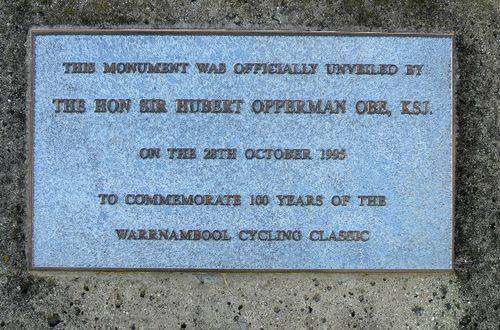 THIS MONUMENT WAS OFFICIALLY UNVEILED BY
THE HON SIR HUBERT OPPERMAN OBE, KSJ.
ON THE 28TH OCTOBER 1995
TO COMMEMORATE 100 YEARS OF THE
WARRNAMBOOL CYCLING CLASSIC